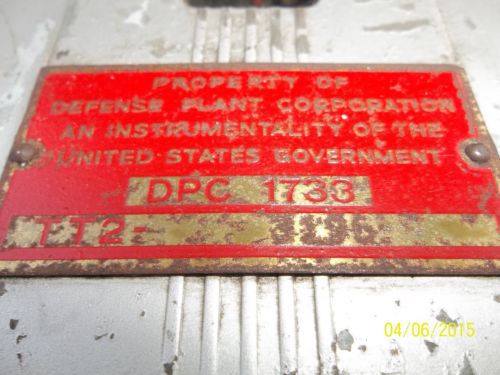 PROPERTY OF
DEFENSE PLANT CORPORATION
AN INSTRUMENTALITY OF THE
UNITED STATES GOVERNMENT
DPC 1733
TT2-
04/06/2015